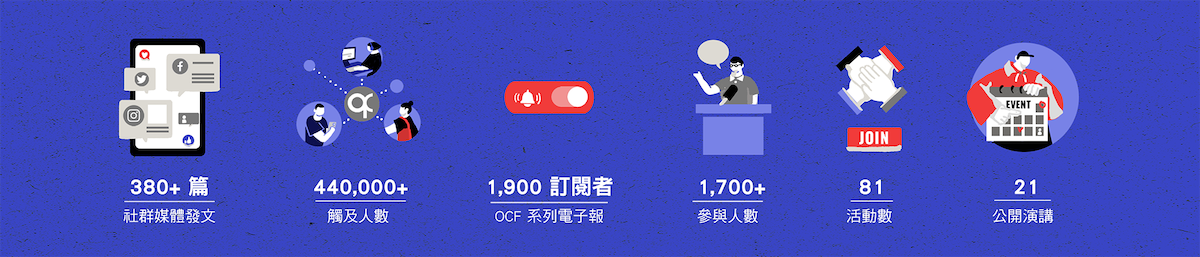 EVENT
JOIN
380+ 篇
社群媒體發文
440,000+
觸及人數
1,900 訂閱者
OCF 系列電子報
1,700+
參與人數
81
活動數
21
公開演講